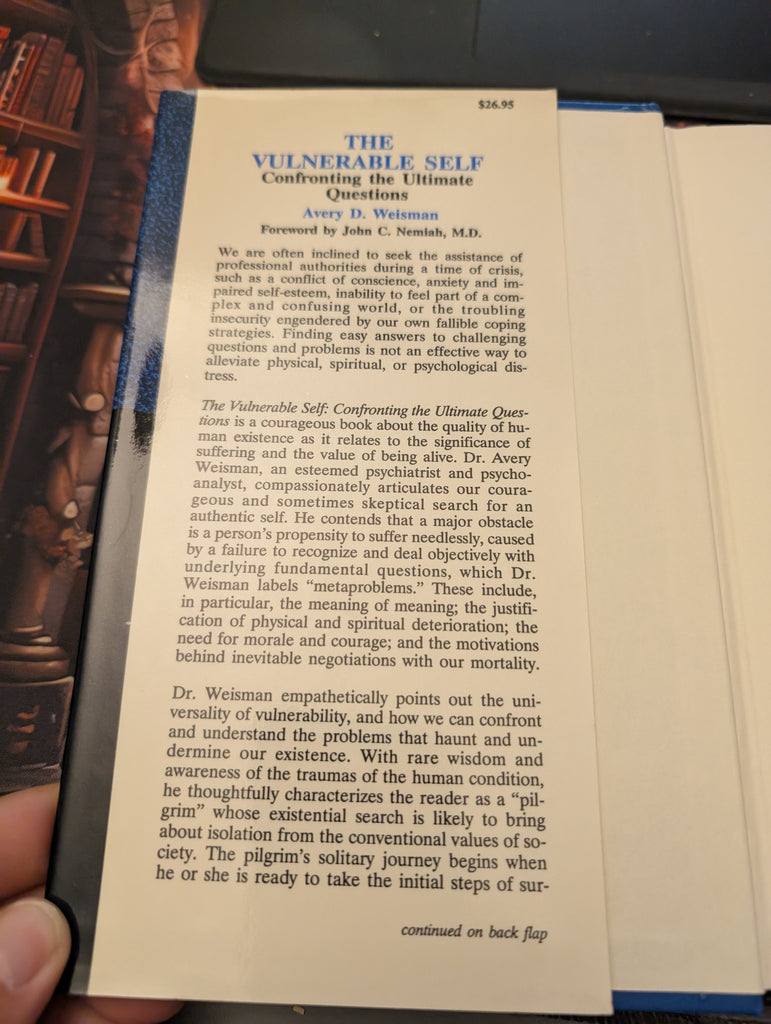 $26.95
THE
VULNERABLE SELF
Confronting the Ultimate
Questions
Avery D. Weisman
Foreword by John C. Nemiah, M.D.
We are often inclined to seek the assistance of
professional authorities during a time of crisis,
such as a conflict of conscience, anxiety and im-
paired self-esteem, inability to feel part of a com-
plex and confusing world, or the troubling
insecurity engendered by our own fallible coping
strategies. Finding easy answers to challenging
questions and problems is not an effective way to
alleviate physical, spiritual, or psychological dis-
tress.
The Vulnerable Self: Confronting the Ultimate Ques-
tions is a courageous book about the quality of hu-
man existence as it relates to the significance of
suffering and the value of being alive. Dr. Avery
Weisman, an esteemed psychiatrist and psycho-
analyst, compassionately articulates our coura-
geous and sometimes skeptical search for an
authentic self. He contends that a major obstacle
is a person's propensity to suffer needlessly, caused
by a failure to recognize and deal objectively with
underlying fundamental questions, which Dr.
Weisman labels "metaproblems." These include,
in particular, the meaning of meaning; the justifi-
cation of physical and spiritual deterioration; the
need for morale and courage; and the motivations
behind inevitable negotiations with our mortality.
Dr. Weisman empathetically points out the uni-
versality of vulnerability, and how we can confront
and understand the problems that haunt and un-
dermine our existence. With rare wisdom and
awareness of the traumas of the human condition,
he thoughtfully characterizes the reader as a "pil-
grim" whose existential search is likely to bring
about isolation from the conventional values of so-
ciety. The pilgrim's solitary journey begins when
he or she is ready to take the initial steps of sur-
continued on back flap